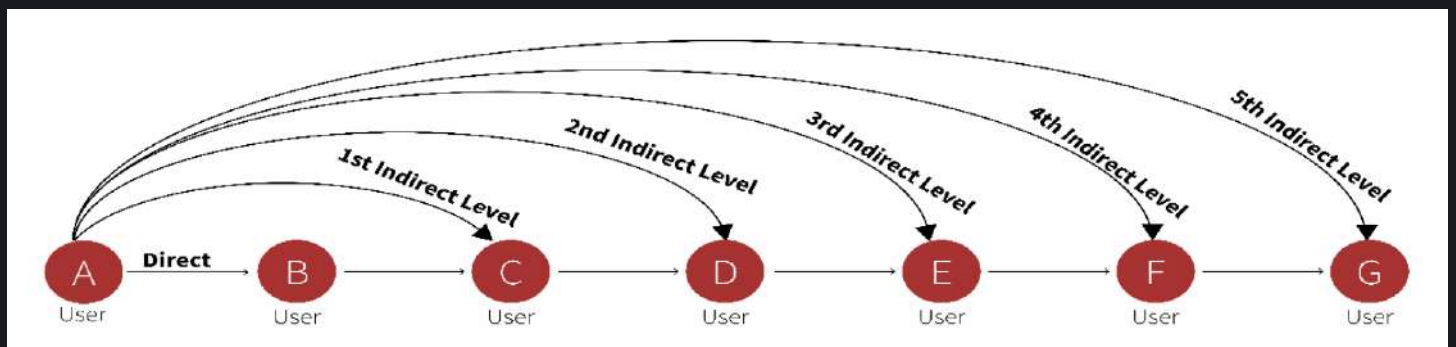 5th Indirect Level
4th Indirect Level
3rd Indirect Level
2nd Indirect Level
1st Indirect Level
Direct
A
B
C
D
E
F
G
User
User
User
User
User
User
User